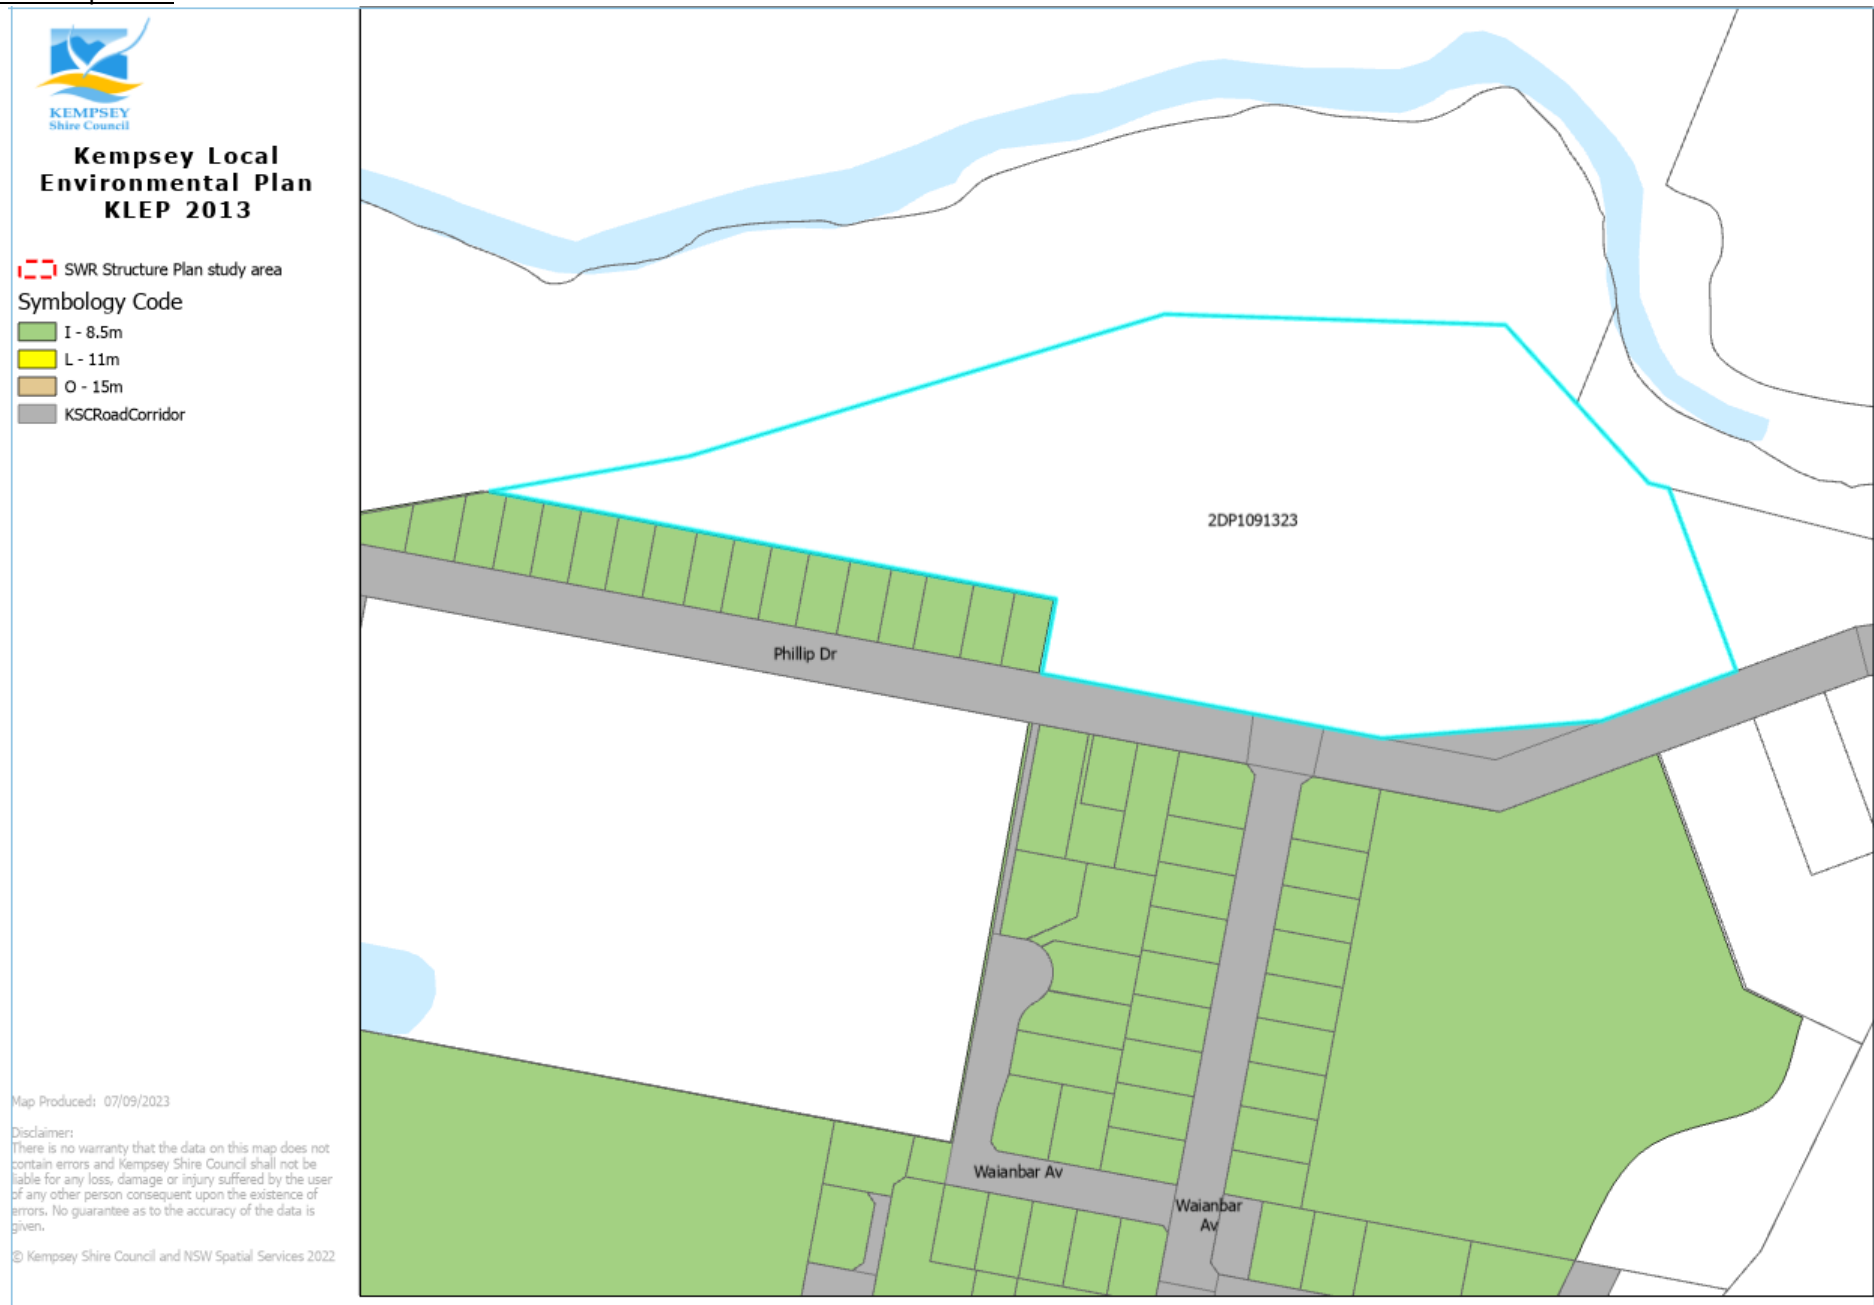 KEMPSEY
Shire Council
Kempsey Local
Environmental Plan
KLEP 2013
SWR Structure Plan study area
Symbology Code
I - 8.5m
L - 11m
O - 15m
KSCRoadCorridor
Map Produced: 07/09/2023
Disclaimer:
There is no warranty that the data on this map does not
contain errors and Kempsey Shire Council shall not be
liable for any loss, damage or injury suffered by the user
of any other person consequent upon the existence of
errors. No guarantee as to the accuracy of the data is
given.
© Kempsey Shire Council and NSW Spatial Services 2022
2DP1091323
Phillip Dr
Waianbar Av
Waianbar
Av